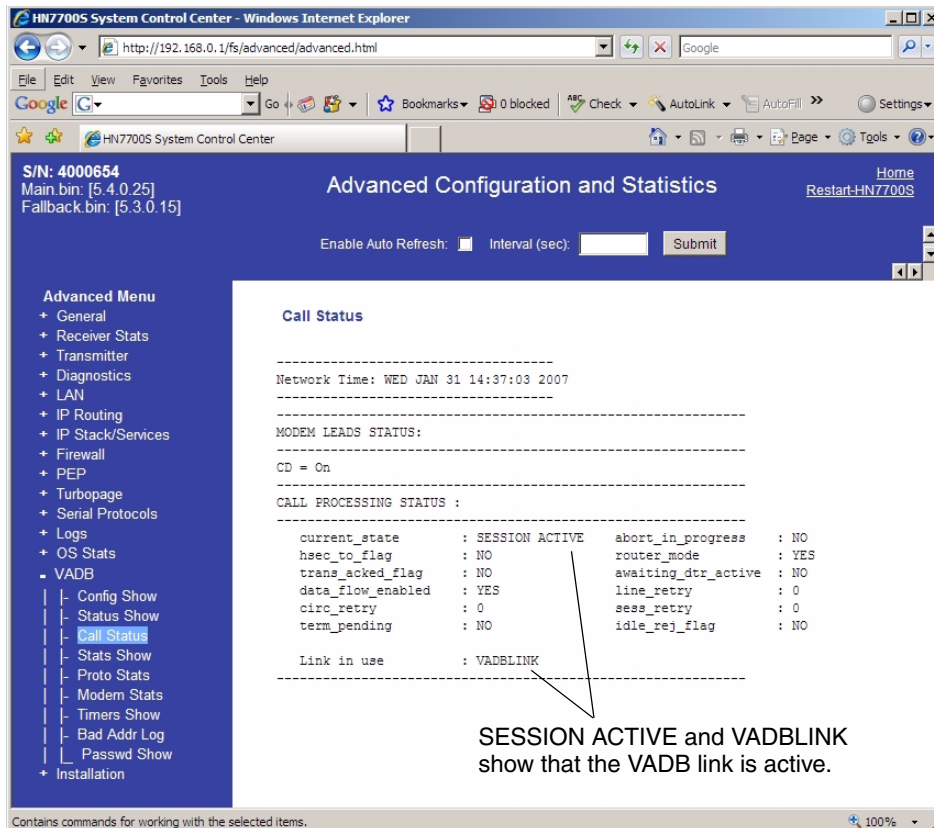 HN7700S System Control Center - Windows Internet Explorer
http://192.168.0.1/fs/advanced/advanced.html
Google
File Edit View Favorites Tools Help
Google G Go Bookmarks 0 blocked ABC Check AutoLink AutoFill » Settings
HN7700S System Control Center Page Tools
S/N: 4000654
Main.bin: [5.4.0.25]
Fallback.bin: [5.3.0.15]
Advanced Configuration and Statistics
Home
Restart-HN7700S
Enable Auto Refresh: Interval (sec): Submit
Advanced Menu
+ General
+ Receiver Stats
+ Transmitter
+ Diagnostics
+ LAN
+ IP Routing
+ IP Stack/Services
+ Firewall
+ PEP
+ Turbopage
+ Serial Protocols
+ Logs
+ OS Stats
- VADB
| |- Config Show
| |- Status Show
| |- Call Status
| |- Stats Show
| |- Proto Stats
| |- Modem Stats
| |- Timers Show
| |- Bad Addr Log
| |_ Passwd Show
+ Installation
Call Status
------------------------------------
Network Time: WED JAN 31 14:37:03 2007
------------------------------------
-------------------------------------------------------------
MODEM LEADS STATUS:
-------------------------------------------------------------
CD = On
-------------------------------------------------------------
CALL PROCESSING STATUS :
-------------------------------------------------------------
current_state : SESSION ACTIVE abort_in_progress : NO
hsec_to_flag : NO router_mode : YES
trans_acked_flag : NO awaiting_dtr_active : NO
data_flow_enabled : YES line_retry : 0
circ_retry : 0 sess_retry : 0
term_pending : NO idle_rej_flag : NO
Link in use : VADBLINK
-------------------------------------------------------------
SESSION ACTIVE and VADBLINK
show that the VADB link is active.
Contains commands for working with the selected items.
100%